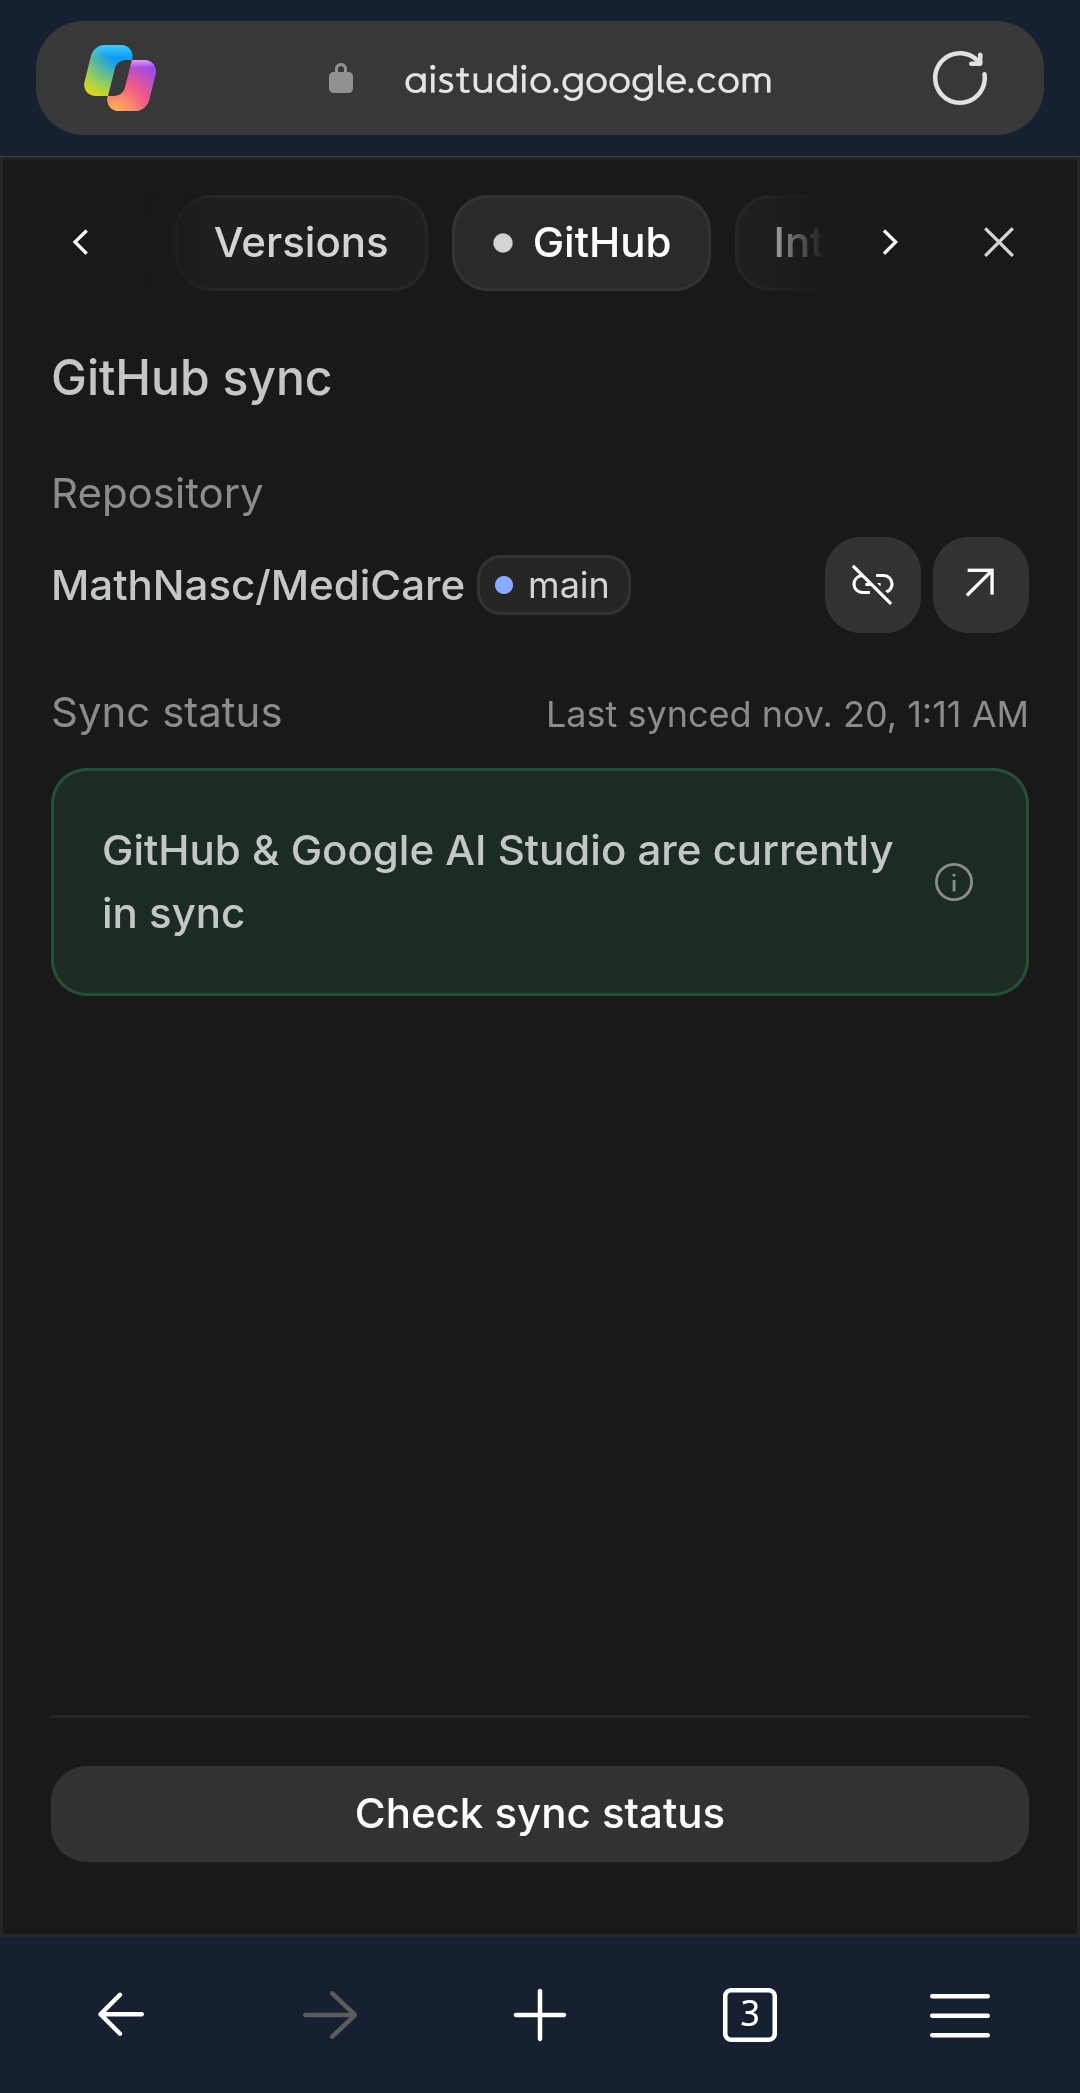 aistudio.google.com
Versions
GitHub
Int
GitHub sync
Repository
MathNasc/MediCare
main
Sync status
Last synced nov. 20, 1:11 AM
GitHub & Google AI Studio are currently
in sync
Check sync status
3